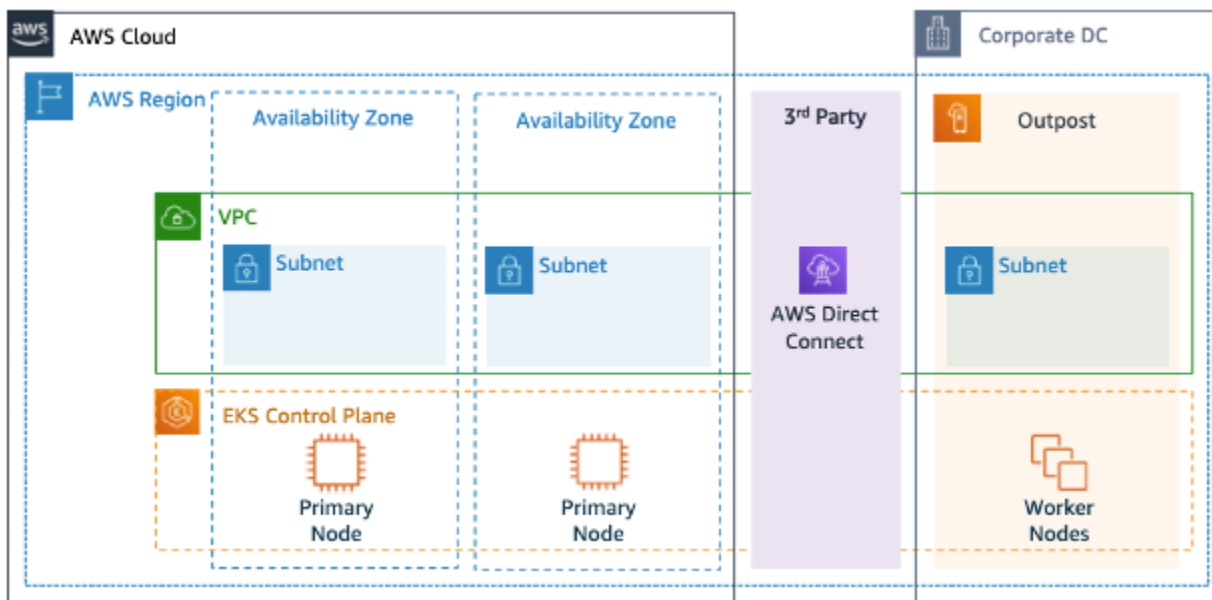 aws
AWS Cloud
Corporate DC
AWS Region
Availability Zone
Availability Zone
3rd Party
Outpost
VPC
Subnet
Subnet
Subnet
AWS Direct
Connect
EKS Control Plane
Primary
Node
Primary
Node
Worker
Nodes